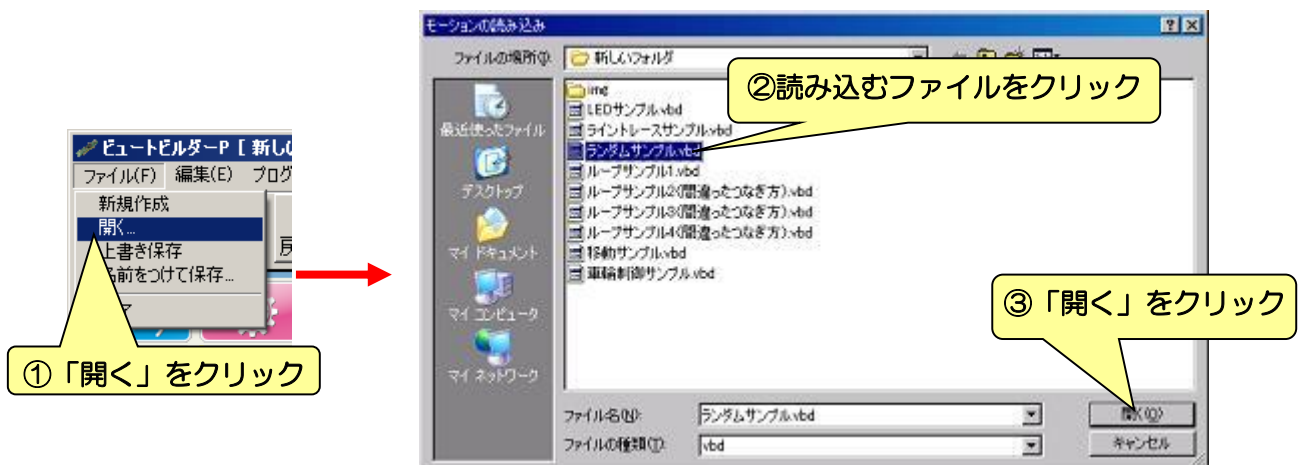 ビュートビルダーP [ 新しい
ファイル(F) 編集(E) プログ
新規作成
開く...
上書き保存
名前をつけて保存...
①「開く」をクリック
モーションの読み込み
ファイルの場所(I):
新しいフォルダ
②読み込むファイルをクリック
img
LEDサンプル.vbd
ライントレースサンプル.vbd
ランダムサンプル.vbd
ループサンプル1.vbd
ループサンプル2(間違ったつなぎ方).vbd
ループサンプル3(間違ったつなぎ方).vbd
ループサンプル4(間違ったつなぎ方).vbd
移動サンプル.vbd
車輪制御サンプル.vbd
最近使ったファイル
デスクトップ
マイ ドキュメント
マイ コンピュータ
マイ ネットワーク
③「開く」をクリック
ファイル名(N):
ランダムサンプル.vbd
開く(O)
ファイルの種類(T):
vbd
キャンセル